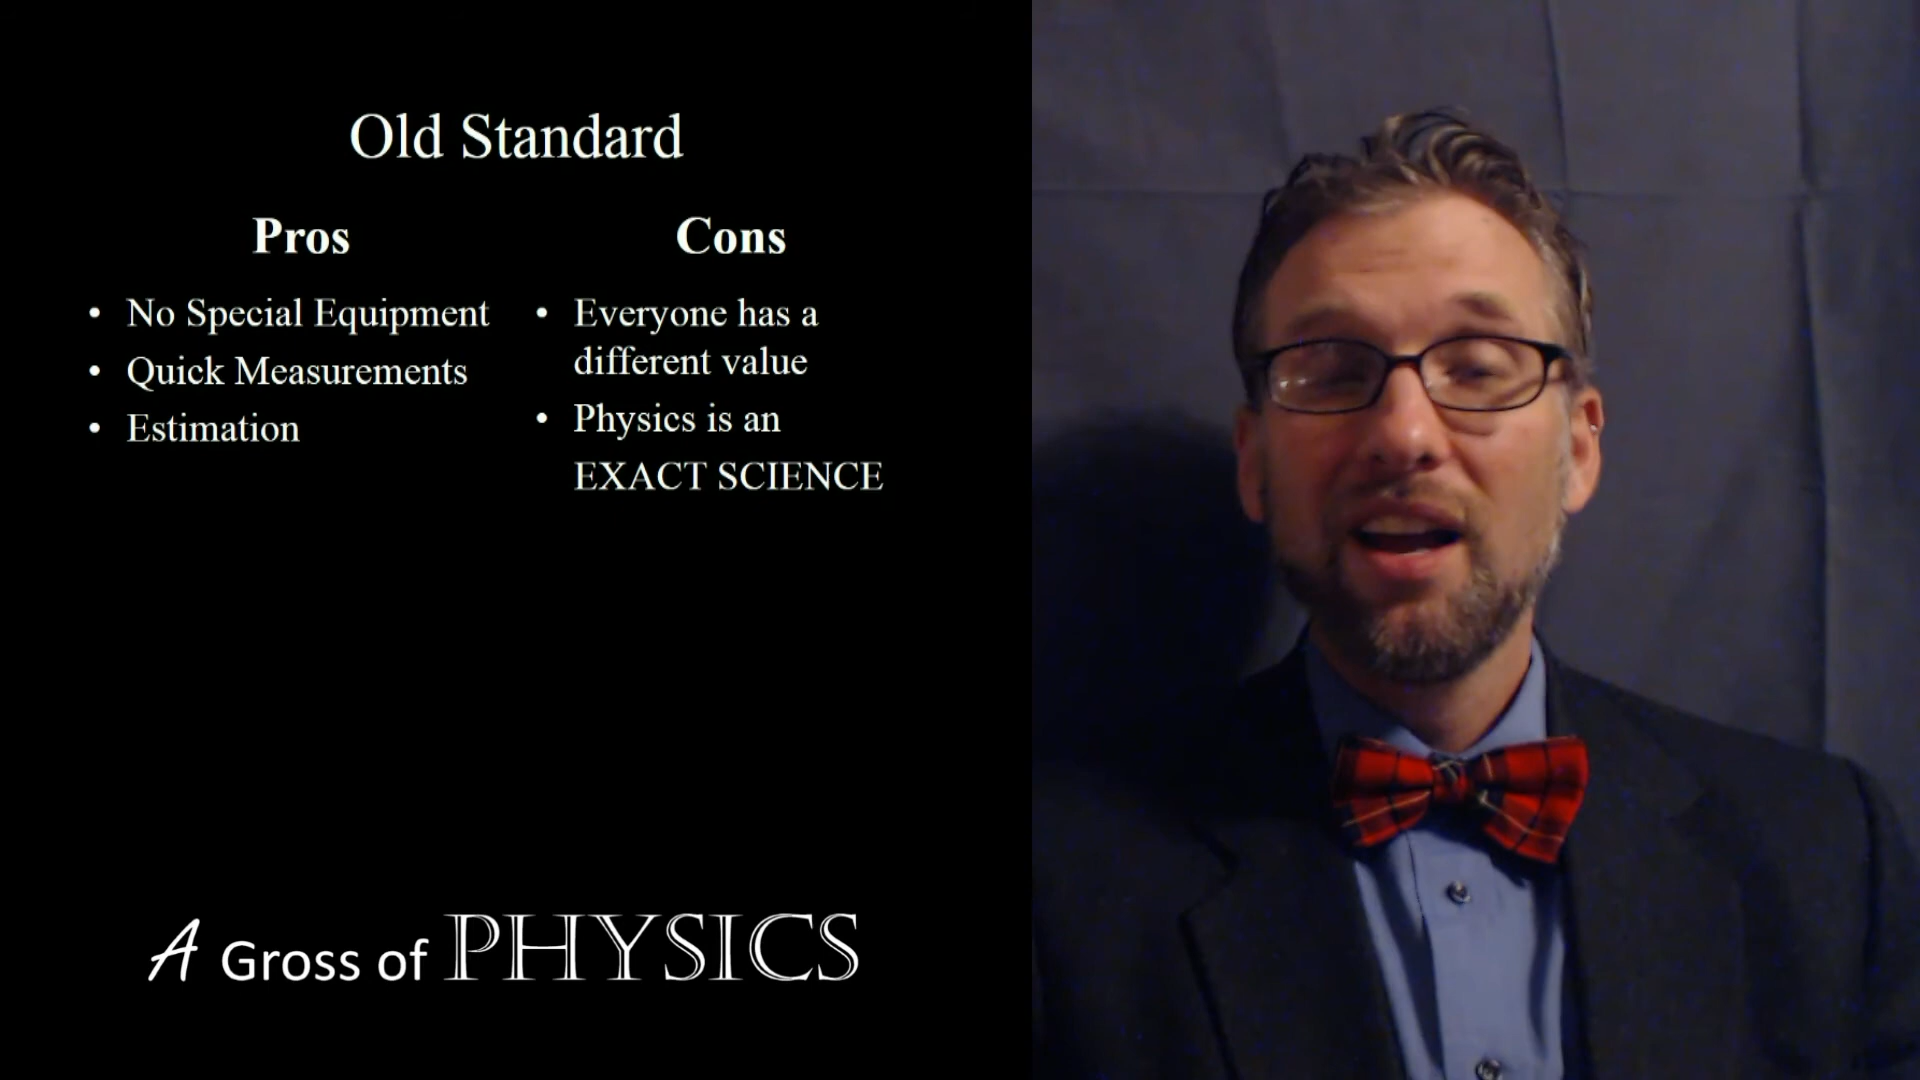 Old Standard
Pros
• No Special Equipment
• Quick Measurements
• Estimation
Cons
• Everyone has a
different value
• Physics is an
EXACT SCIENCE
A Gross of PHYSICS